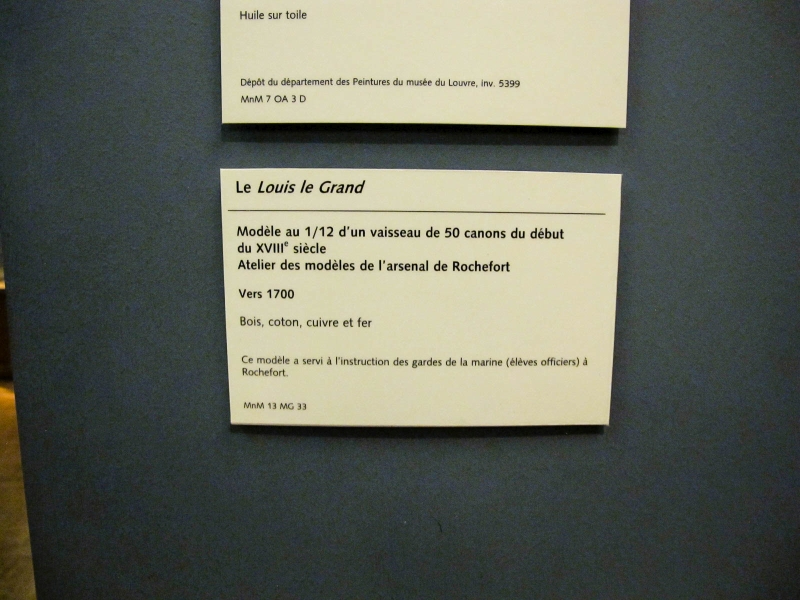 Huile sur toile
Dépôt du département des Peintures du musée du Louvre, inv. 5399
MnM 7 OA 3 D
Le Louis le Grand
Modèle au 1/12 d'un vaisseau de 50 canons du début
du XVIIIe siècle
Atelier des modèles de l'arsenal de Rochefort
Vers 1700
Bois, coton, cuivre et fer
Ce modèle a servi à l'instruction des gardes de la marine (élèves officiers) à
Rochefort.
MnM 13 MG 33